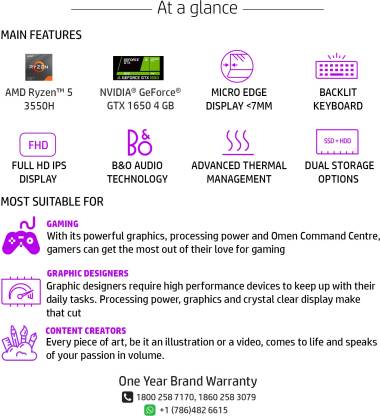 At a glance
MAIN FEATURES
RYZEN
GEFORCE GTX 1650
AMD Ryzen™ 5
3550H
NVIDIA® GeForce®
GTX 1650 4 GB
MICRO EDGE
DISPLAY <7MM
BACKLIT
KEYBOARD
FHD
B&O
SSD + HDD
FULL HD IPS
DISPLAY
B&O AUDIO
TECHNOLOGY
ADVANCED THERMAL
MANAGEMENT
DUAL STORAGE
OPTIONS
MOST SUITABLE FOR
GAMING
With its powerful graphics, processing power and Omen Command Centre,
gamers can get the most out of their love for gaming
GRAPHIC DESIGNERS
Graphic designers require high performance devices to keep up with their
daily tasks. Processing power, graphics and crystal clear display make
that cut
CONTENT CREATORS
Every piece of art, be it an illustration or a video, comes to life and speaks
of your passion in volume.
One Year Brand Warranty
1800 258 7170, 1860 258 3079
+1 (786)482 6615